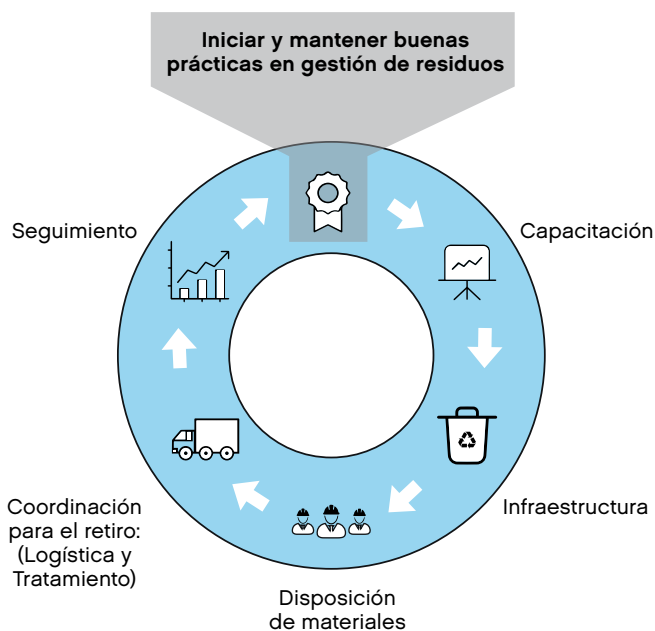 Iniciar y mantener buenas
prácticas en gestión de residuos
Capacitación
Infraestructura
Disposición
de materiales
Coordinación
para el retiro:
(Logística y
Tratamiento)
Seguimiento